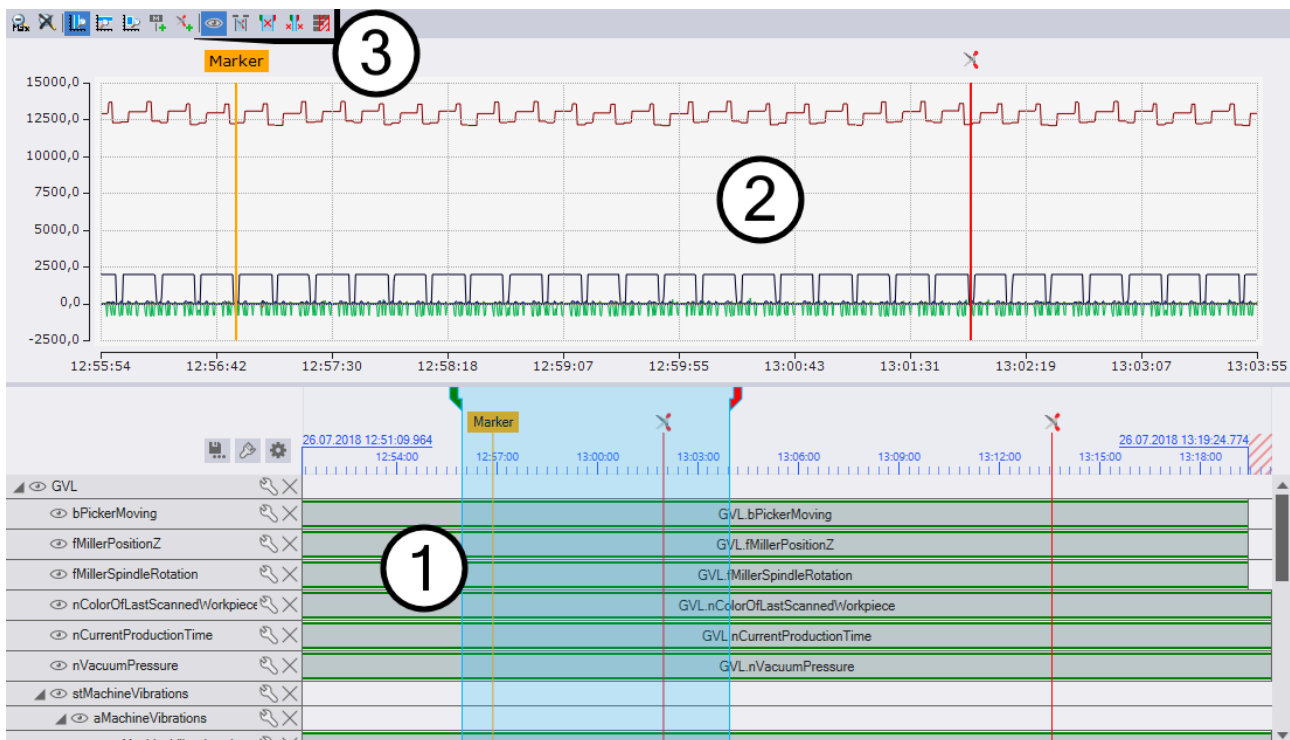 Max
3
Marker
15000,0
12500,0
10000,0
7500,0
5000,0
2500,0
0,0
-2500,0
2
12:55:54 12:56:42 12:57:30 12:58:18 12:59:07 12:59:55 13:00:43 13:01:31 13:02:19 13:03:07 13:03:55
Marker
26.07.2018 12:51:09.964 26.07.2018 13:19:24.774
12:54:00 12:57:00 13:00:00 13:03:00 13:06:00 13:09:00 13:12:00 13:15:00 13:18:00
GVL
bPickerMoving GVL.bPickerMoving
fMillerPositionZ GVL.fMillerPositionZ
1
fMillerSpindleRotation GVL.fMillerSpindleRotation
nColorOfLastScannedWorkpiece GVL.nColorOfLastScannedWorkpiece
nCurrentProductionTime GVL.nCurrentProductionTime
nVacuumPressure GVL.nVacuumPressure
stMachineVibrations
aMachineVibrations